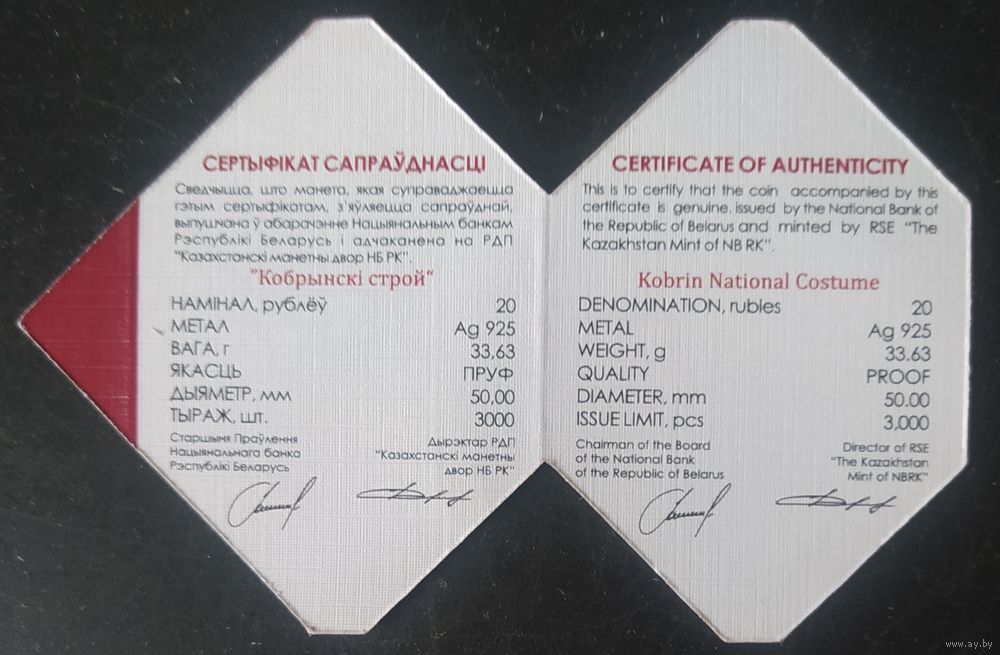 СЕРТЫФІКАТ САПРАЎДНАСЦІ
Сведчыцца, што манета, якая суправаджаецца
гэтым сертыфікатам, з'яўляецца сапраўднай,
выпушчана ў абарачэнне Нацыянальным банкам
Рэспублікі Беларусь і адчаканена на РДП
"Казахстанскі манетны двор НБ РК".
"Кобрынскі строй"
НАМІНАЛ, рублёў 20
МЕТАЛ Ag 925
ВАГА, г 33,63
ЯКАСЦЬ ПРУФ
ДЫЯМЕТР, мм 50,00
ТЫРАЖ, шт. 3000
Старшыня Праўлення
Нацыянальнага банка
Рэспублікі Беларусь
Дырэктар РДП
"Казахстанскі манетны
двор НБ РК"
CERTIFICATE OF AUTHENTICITY
This is to certify that the coin accompanied by this
certificate is genuine, issued by the National Bank of
the Republic of Belarus and minted by RSE "The
Kazakhstan Mint of NB RK".
Kobrin National Costume
DENOMINATION, rubles 20
METAL Ag 925
WEIGHT, g 33.63
QUALITY PROOF
DIAMETER, mm 50.00
ISSUE LIMIT, pcs 3,000
Chairman of the Board
of the National Bank
of the Republic of Belarus
Director of RSE
"The Kazakhstan
Mint of NBRK"
www.ay.by